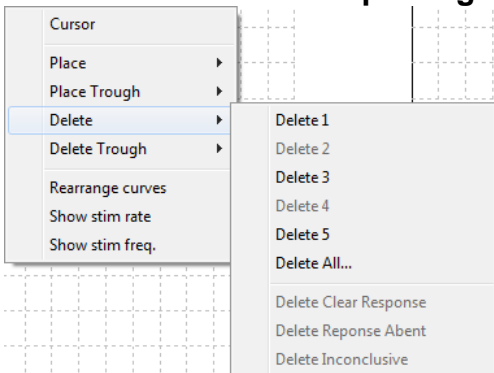 Cursor
Place
Place Trough
Delete
Delete Trough
Rearrange curves
Show stim rate
Show stim freq.
Delete 1
Delete 2
Delete 3
Delete 4
Delete 5
Delete All...
Delete Clear Response
Delete Reponse Abent
Delete Inconclusive